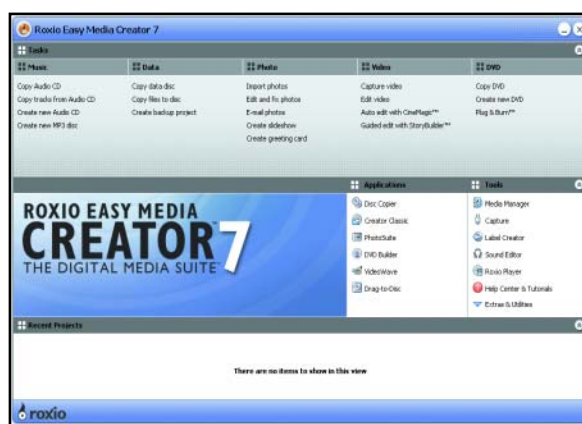 Roxio Easy Media Creator 7
Tasks
Music
Copy Audio CD
Copy tracks from Audio CD
Create new Audio CD
Create new MP3 disc
Data
Copy data disc
Copy files to disc
Create backup project
Photo
Import photos
Edit and fix photos
E-mail photos
Create slideshow
Create greeting card
Video
Capture video
Edit video
Auto edit with CineMagic™
Guided edit with StoryBuilder™
DVD
Copy DVD
Create new DVD
Plug & Burn™
ROXIO EASY MEDIA
CREATOR™ 7
THE DIGITAL MEDIA SUITE
Applications
Disc Copier
Creator Classic
PhotoSuite
DVD Builder
VideoWave
Drag-to-Disc
Tools
Media Manager
Capture
Label Creator
Sound Editor
Roxio Player
Help Center & Tutorials
Extras & Utilities
Recent Projects
There are no items to show in this view
roxio